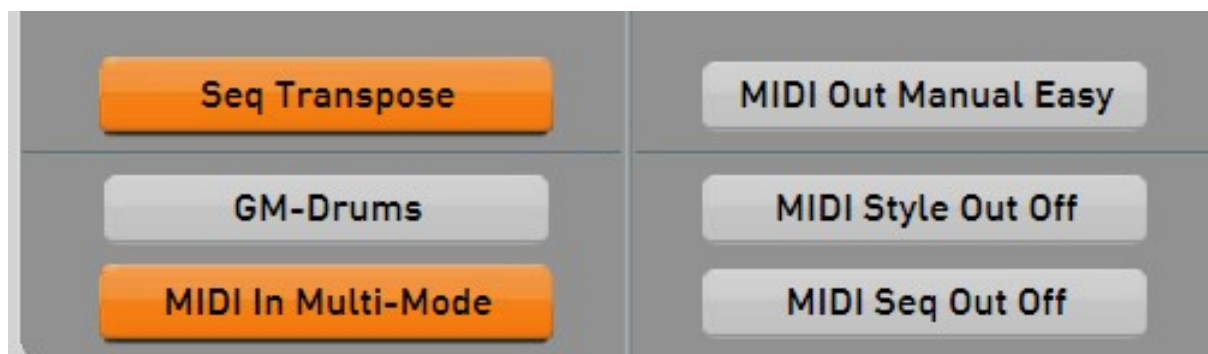 Seq Transpose
MIDI Out Manual Easy
GM-Drums
MIDI Style Out Off
MIDI In Multi-Mode
MIDI Seq Out Off